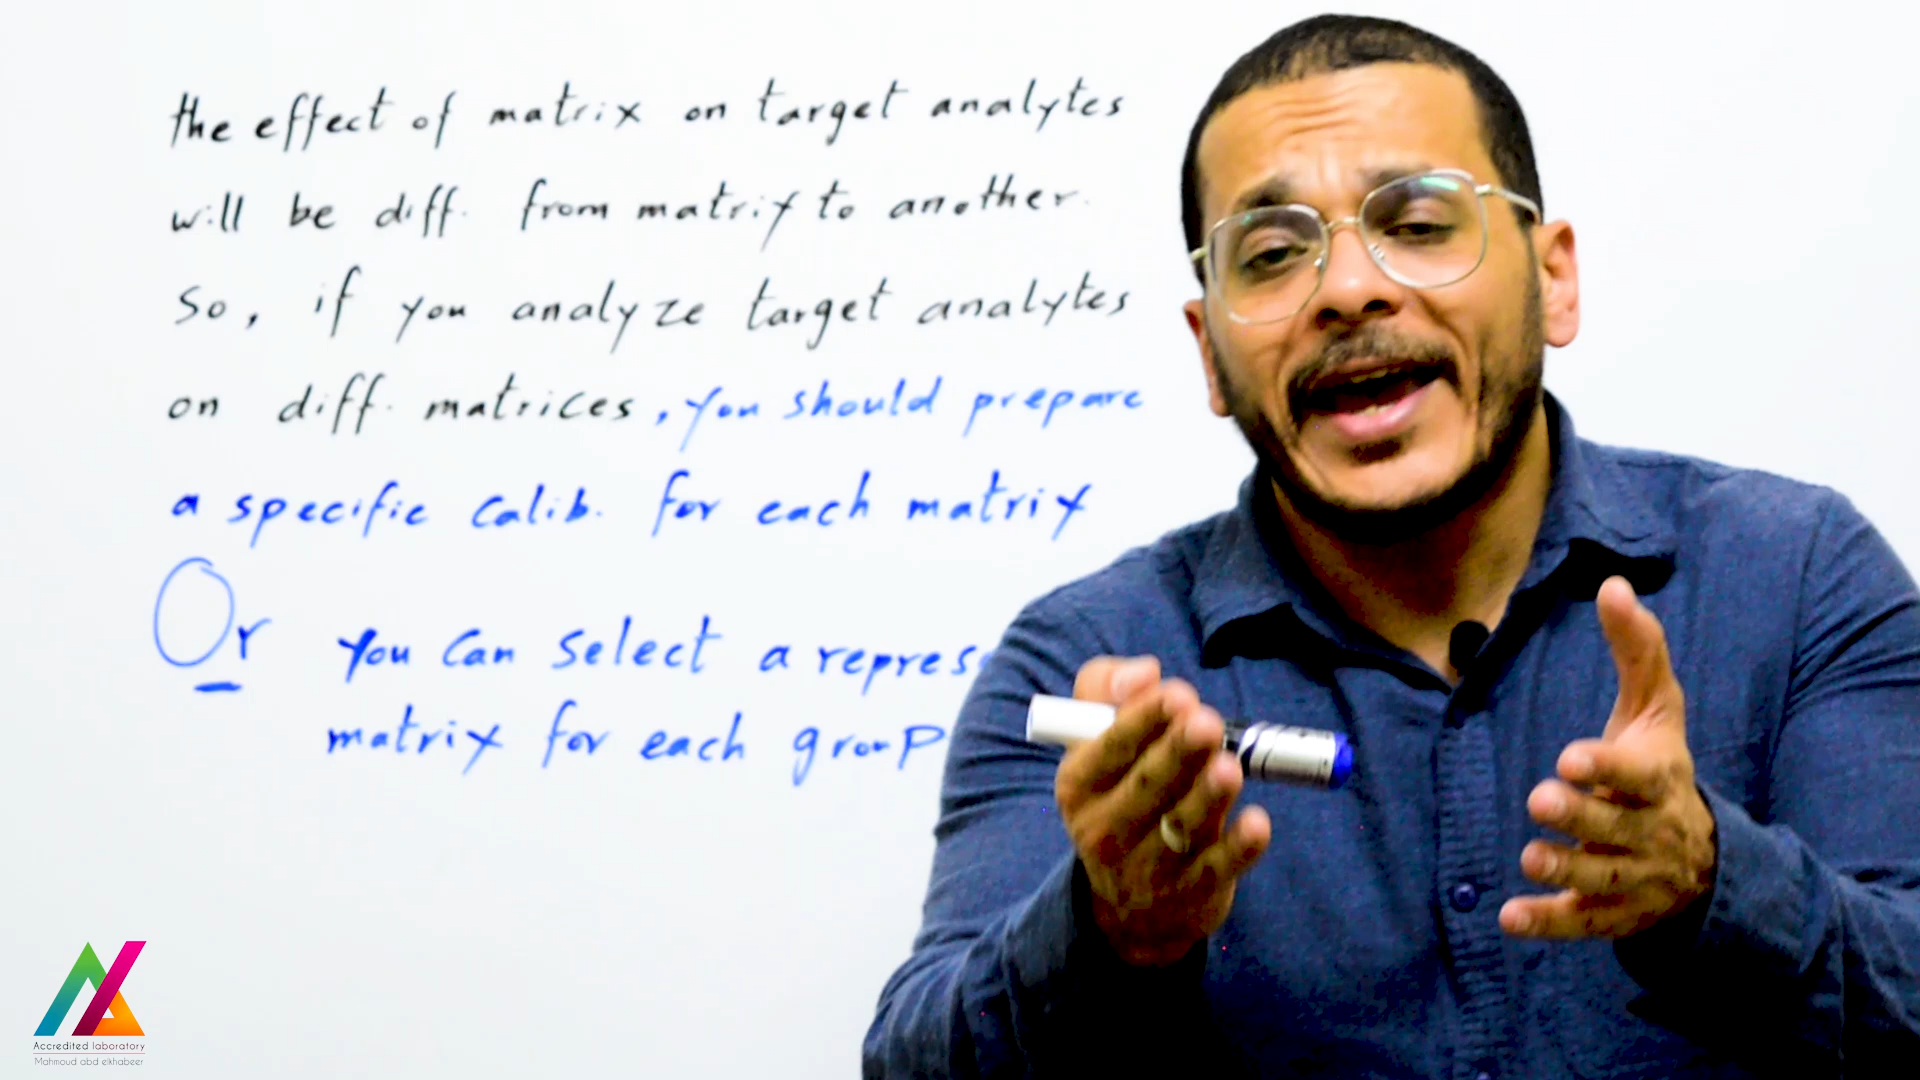 the effect of matrix on target analytes
will be diff. from matrix to another.
So, if you analyze target analytes
on diff. matrices, you should prepare
a specific calib. for each matrix
Or you can select a repres
matrix for each group
Accredited laboratory
Mahmoud abd elkhabeer